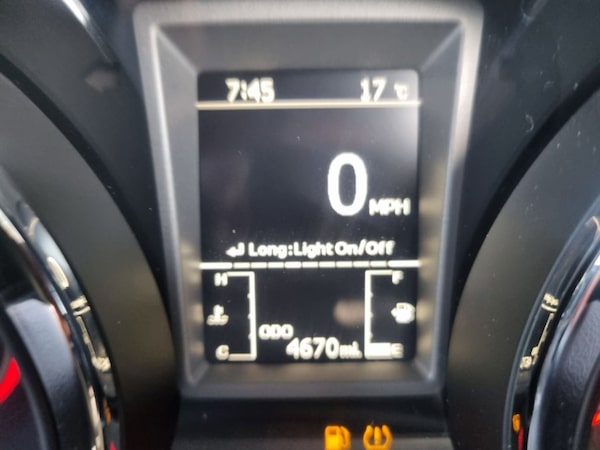 7:45 17 °C
0 MPH
Long:Light On/Off
H F
ODO
C 4670mi. E